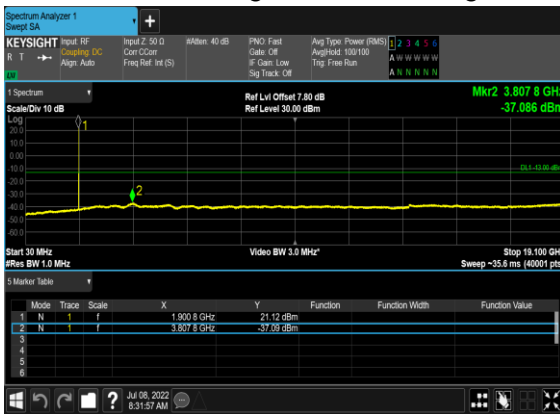 Spectrum Analyzer 1
Swept SA
KEYSIGHT Input: RF Input Z: 50 Ω #Atten: 40 dB PNO: Fast Avg Type: Power (RMS) 1 2 3 4 5 6
R T Coupling: DC Corr CCorr Gate: Off Avg|Hold: 100/100 A W W W W W
Align: Auto Freq Ref: Int (S) IF Gain: Low Trig: Free Run
Sig Track: Off A N N N N N
1 Spectrum Ref Lvl Offset 7.80 dB Mkr2 3.807 8 GHz
Scale/Div 10 dB Ref Level 30.00 dBm -37.086 dBm
Log
20.0 1
10.0
0.00
-10.0 DL1 -13.00 dBm
-20.0
-30.0 2
-40.0
-50.0
-60.0
Start 30 MHz Video BW 3.0 MHz* Stop 19.100 GH
#Res BW 1.0 MHz Sweep ~35.6 ms (40001 pts
5 Marker Table
Mode Trace Scale X Y Function Function Width Function Value
1 N 1 f 1.900 8 GHz 21.12 dBm
2 N 1 f 3.807 8 GHz -37.09 dBm
3
4
5
6
? Jul 08, 2022
8:31:57 AM